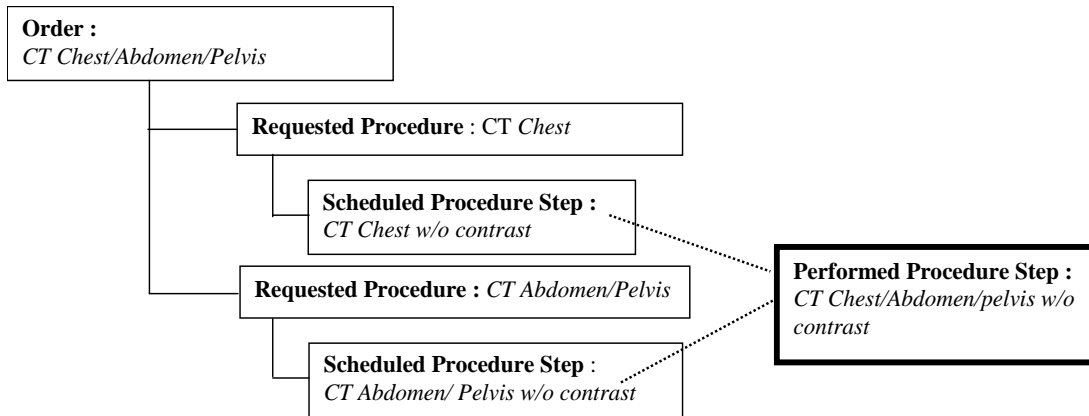 Order :
CT Chest/Abdomen/Pelvis
Requested Procedure : CT Chest
Scheduled Procedure Step :
CT Chest w/o contrast
Requested Procedure : CT Abdomen/Pelvis
Scheduled Procedure Step :
CT Abdomen/ Pelvis w/o contrast
Performed Procedure Step :
CT Chest/Abdomen/pelvis w/o
contrast